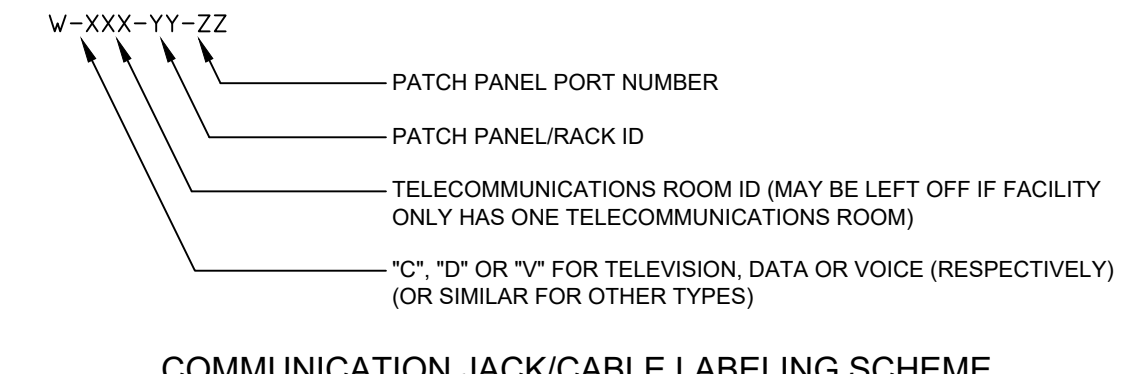 W-XXX-YY-ZZ
PATCH PANEL PORT NUMBER
PATCH PANEL/RACK ID
TELECOMMUNICATIONS ROOM ID (MAY BE LEFT OFF IF FACILITY
ONLY HAS ONE TELECOMMUNICATIONS ROOM)
"C", "D" OR "V" FOR TELEVISION, DATA OR VOICE (RESPECTIVELY)
(OR SIMILAR FOR OTHER TYPES)
COMMUNICATION JACK/CABLE LABELING SCHEME